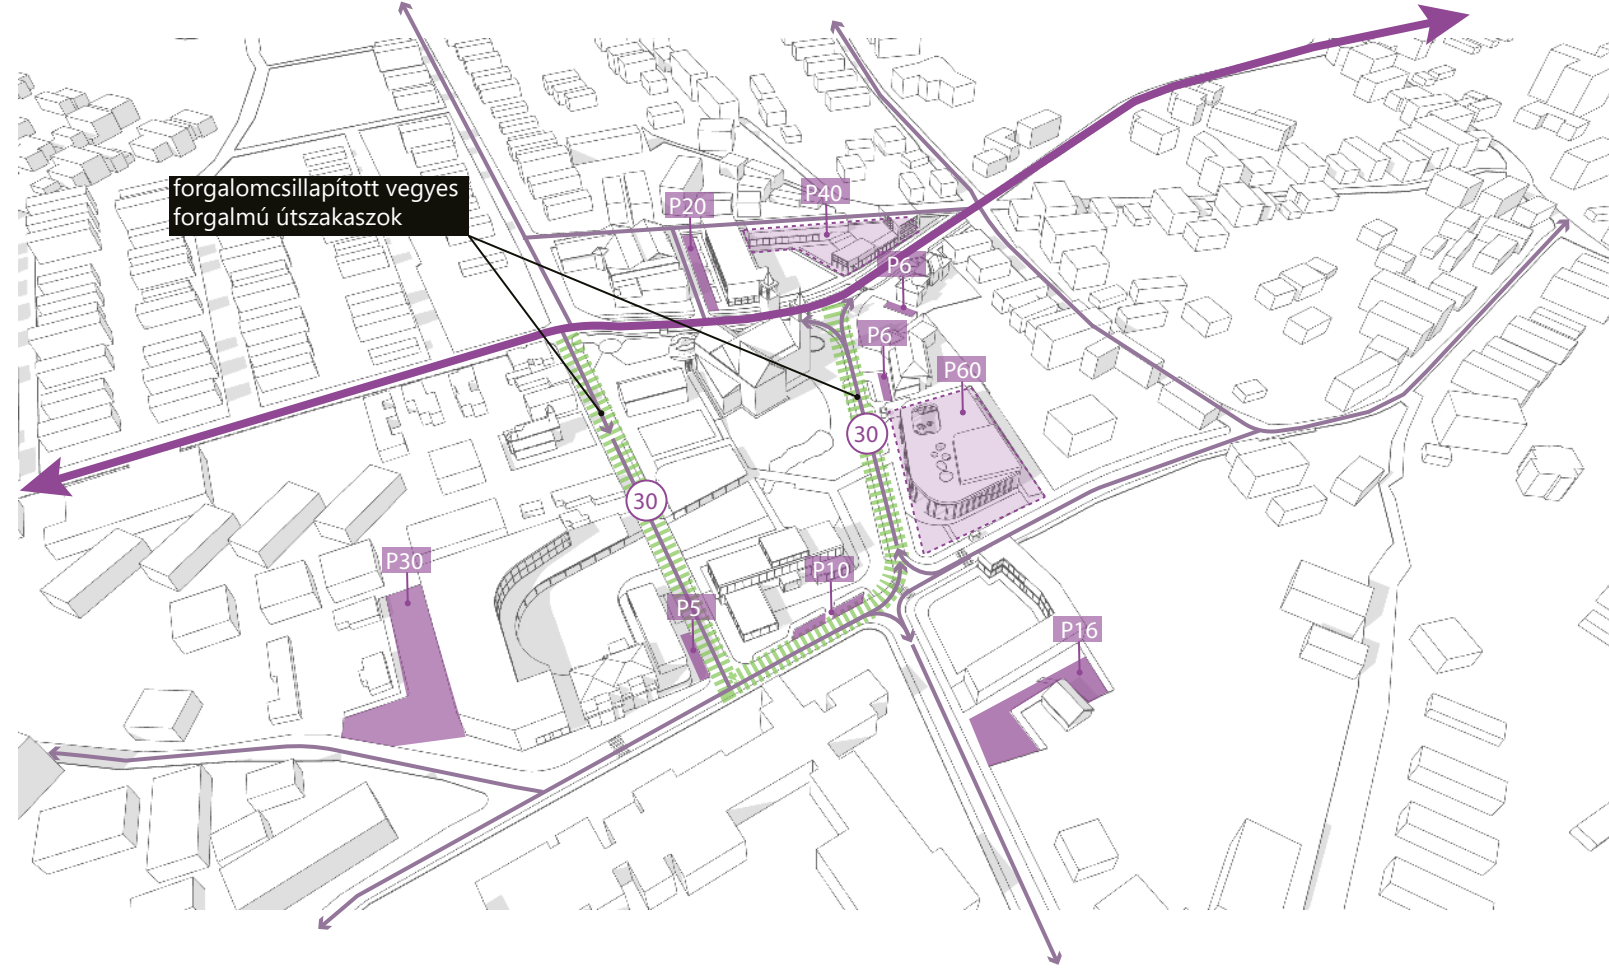 forgalomcsillapított vegyes
forgalmú útszakaszok
P20
P40
P6
P6
P60
30
30
P30
P10
P5
P16